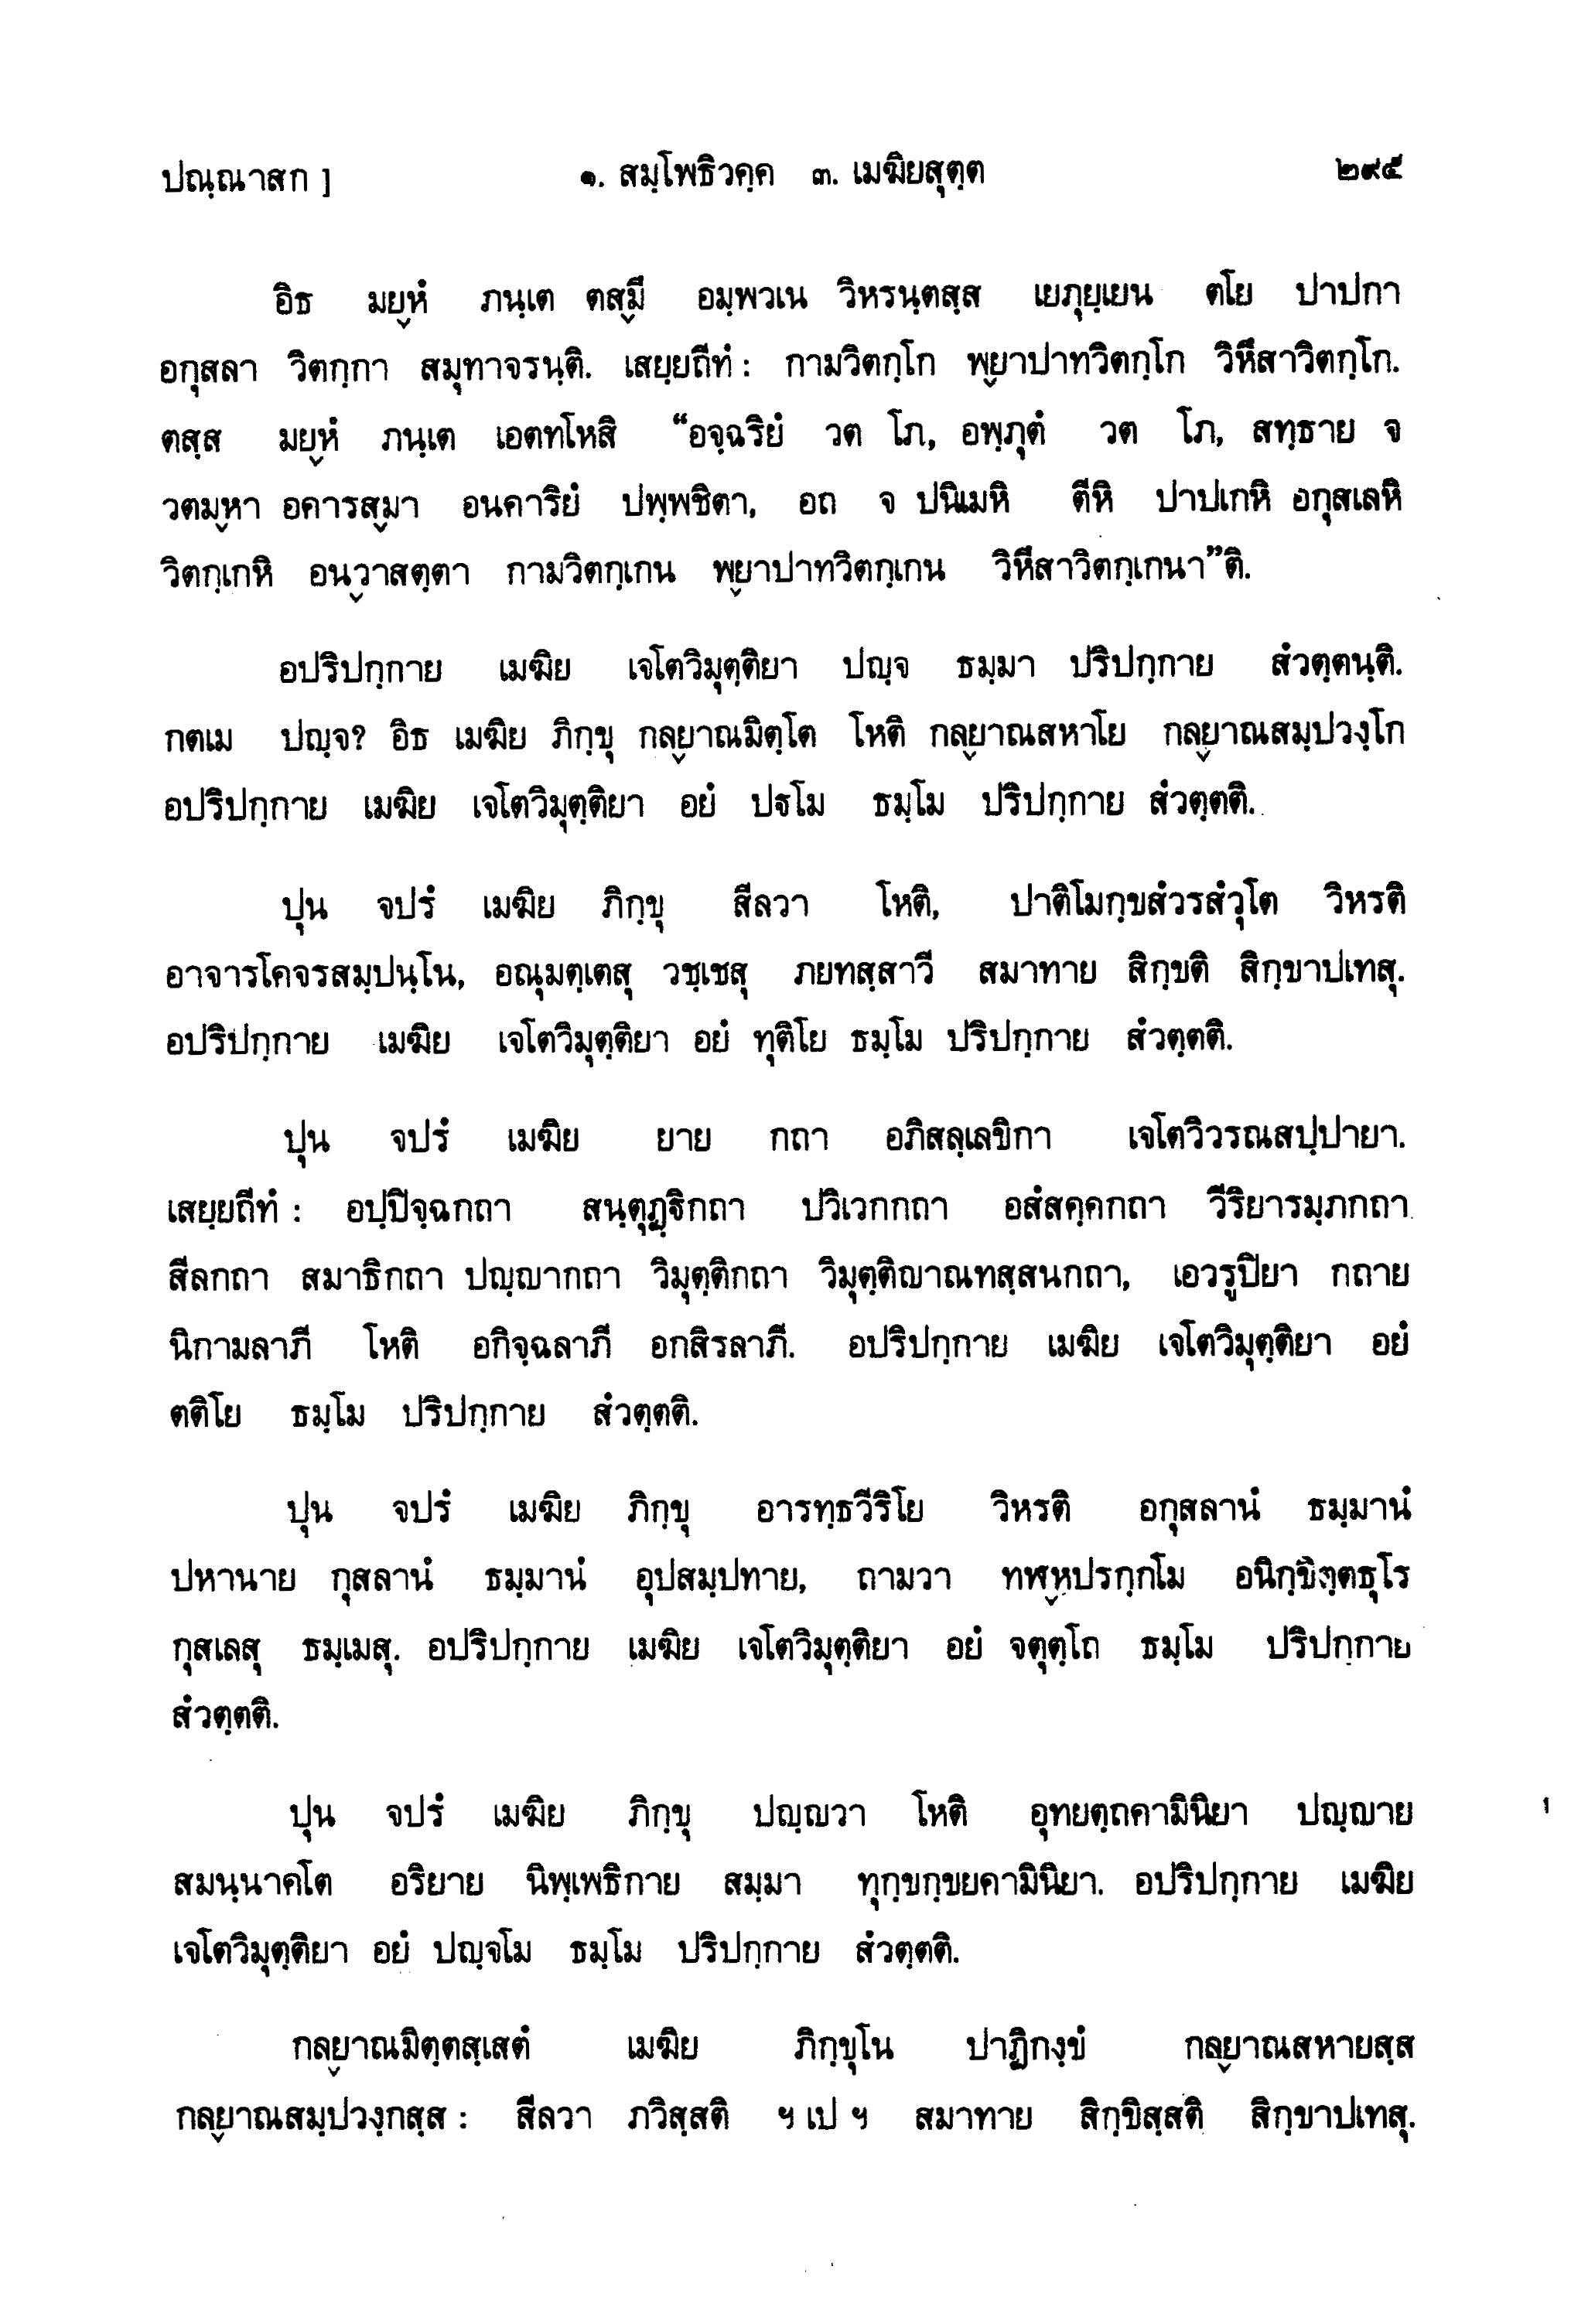 ปณฺณาสก ]	๑. สมฺโพธิวคฺค ๓. เมฆิยสุตฺต	๒๙๕
อิธ มยฺหํ ภนฺเต ตสฺมึ อมฺพวเน วิหรนฺตสฺส เยภุยฺเยน ตโย ปาปกา
อกุสลา วิตกฺกา สมุทาจรนฺติ. เสยฺยถีทํ : กามวิตกฺโก พฺยาปาทวิตกฺโก วิหึสาวิตกฺโก.
ตสฺส มยฺหํ ภนฺเต เอตทโหสิ “อจฺฉริยํ วต โภ, อพฺภุตํ วต โภ, สทฺธาย จ
วตมฺหา อคารสฺมา อนคาริยํ ปพฺพชิตา, อถ จ ปนิเมหิ ตีหิ ปาปเกหิ อกุสเลหิ
วิตกฺเกหิ อนฺวาสตฺตา กามวิตกฺเกน พฺยาปาทวิตกฺเกน วิหึสาวิตกฺเกนา”ติ.
อปริปกฺกาย เมฆิย เจโตวิมุตฺติยา ปญฺจ ธมฺมา ปริปกฺกาย สํวตฺตนฺติ.
กตเม ปญฺจ? อิธ เมฆิย ภิกฺขุ กลฺยาณมิตฺโต โหติ กลฺยาณสหาโย กลฺยาณสมฺปวงฺโก
อปริปกฺกาย เมฆิย เจโตวิมุตฺติยา อยํ ปฐโม ธมฺโม ปริปกฺกาย สํวตฺตติ.
ปุน จปรํ เมฆิย ภิกฺขุ สีลวา โหติ, ปาติโมกฺขสํวรสํวุโต วิหรติ
อาจารโคจรสมฺปนฺโน, อณุมตฺเตสุ วชฺเชสุ ภยทสฺสาวี สมาทาย สิกฺขติ สิกฺขาปเทสุ.
อปริปกฺกาย เมฆิย เจโตวิมุตฺติยา อยํ ทุติโย ธมฺโม ปริปกฺกาย สํวตฺตติ.
ปุน จปรํ เมฆิย ยาย กถา อภิสลฺเลขิกา เจโตวิวรณสปฺปายา.
เสยฺยถีทํ : อปฺปิจฺฉกถา สนฺตุฏฺฐิกถา ปวิเวกกถา อสํสคฺคกถา วีริยารมฺภกถา
สีลกถา สมาธิกถา ปญฺญากถา วิมุตฺติกถา วิมุตฺติญาณทสฺสนกถา, เอวรูปิยา กถาย
นิกามลาภี โหติ อกิจฺฉลาภี อกสิรลาภี. อปริปกฺกาย เมฆิย เจโตวิมุตฺติยา อยํ
ตติโย ธมฺโม ปริปกฺกาย สํวตฺตติ.
ปุน จปรํ เมฆิย ภิกฺขุ อารทฺธวีริโย วิหรติ อกุสลานํ ธมฺมานํ
ปหานาย กุสลานํ ธมฺมานํ อุปสมฺปทาย, ถามวา ทฬฺหปรกฺกโม อนิกฺขิตฺตธุโร
กุสเลสุ ธมฺเมสุ. อปริปกฺกาย เมฆิย เจโตวิมุตฺติยา อยํ จตุตฺโถ ธมฺโม ปริปกฺกาย
สํวตฺตติ.
ปุน จปรํ เมฆิย ภิกฺขุ ปญฺญวา โหติ อุทยตฺถคามินิยา ปญฺญาย
สมนฺนาคโต อริยาย นิพฺเพธิกาย สมฺมา ทุกฺขกฺขยคามินิยา. อปริปกฺกาย เมฆิย
เจโตวิมุตฺติยา อยํ ปญฺจโม ธมฺโม ปริปกฺกาย สํวตฺตติ.
กลฺยาณมิตฺตสฺเสตํ เมฆิย ภิกฺขุโน ปาฏิกงฺขํ กลฺยาณสหายสฺส
กลฺยาณสมฺปวงฺกสฺส : สีลวา ภวิสฺสติ ฯ เป ฯ สมาทาย สิกฺขิสฺสติ สิกฺขาปเทสุ.